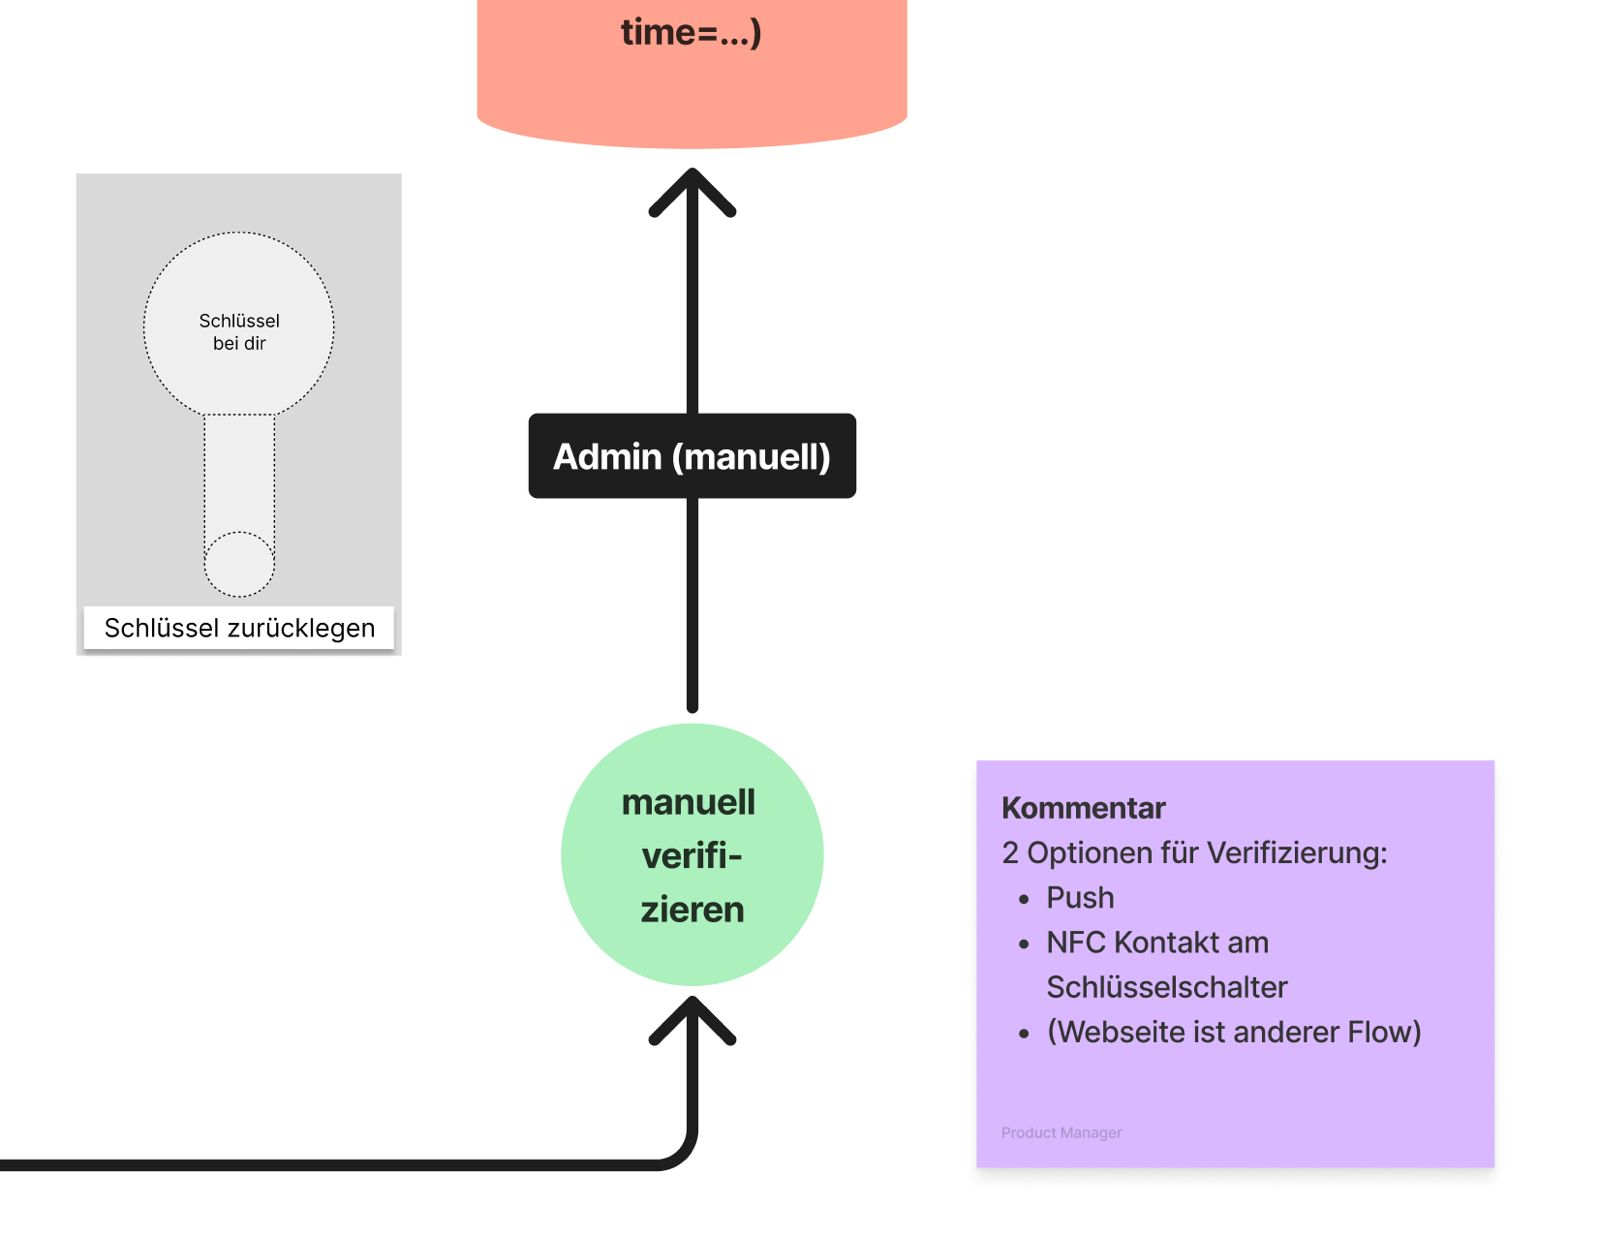 time=...)
Schlüssel
bei dir
Schlüssel zurücklegen
Admin (manuell)
manuell
verifi-
zieren
Kommentar
2 Optionen für Verifizierung:
• Push
• NFC Kontakt am
Schlüsselschalter
• (Webseite ist anderer Flow)
Product Manager